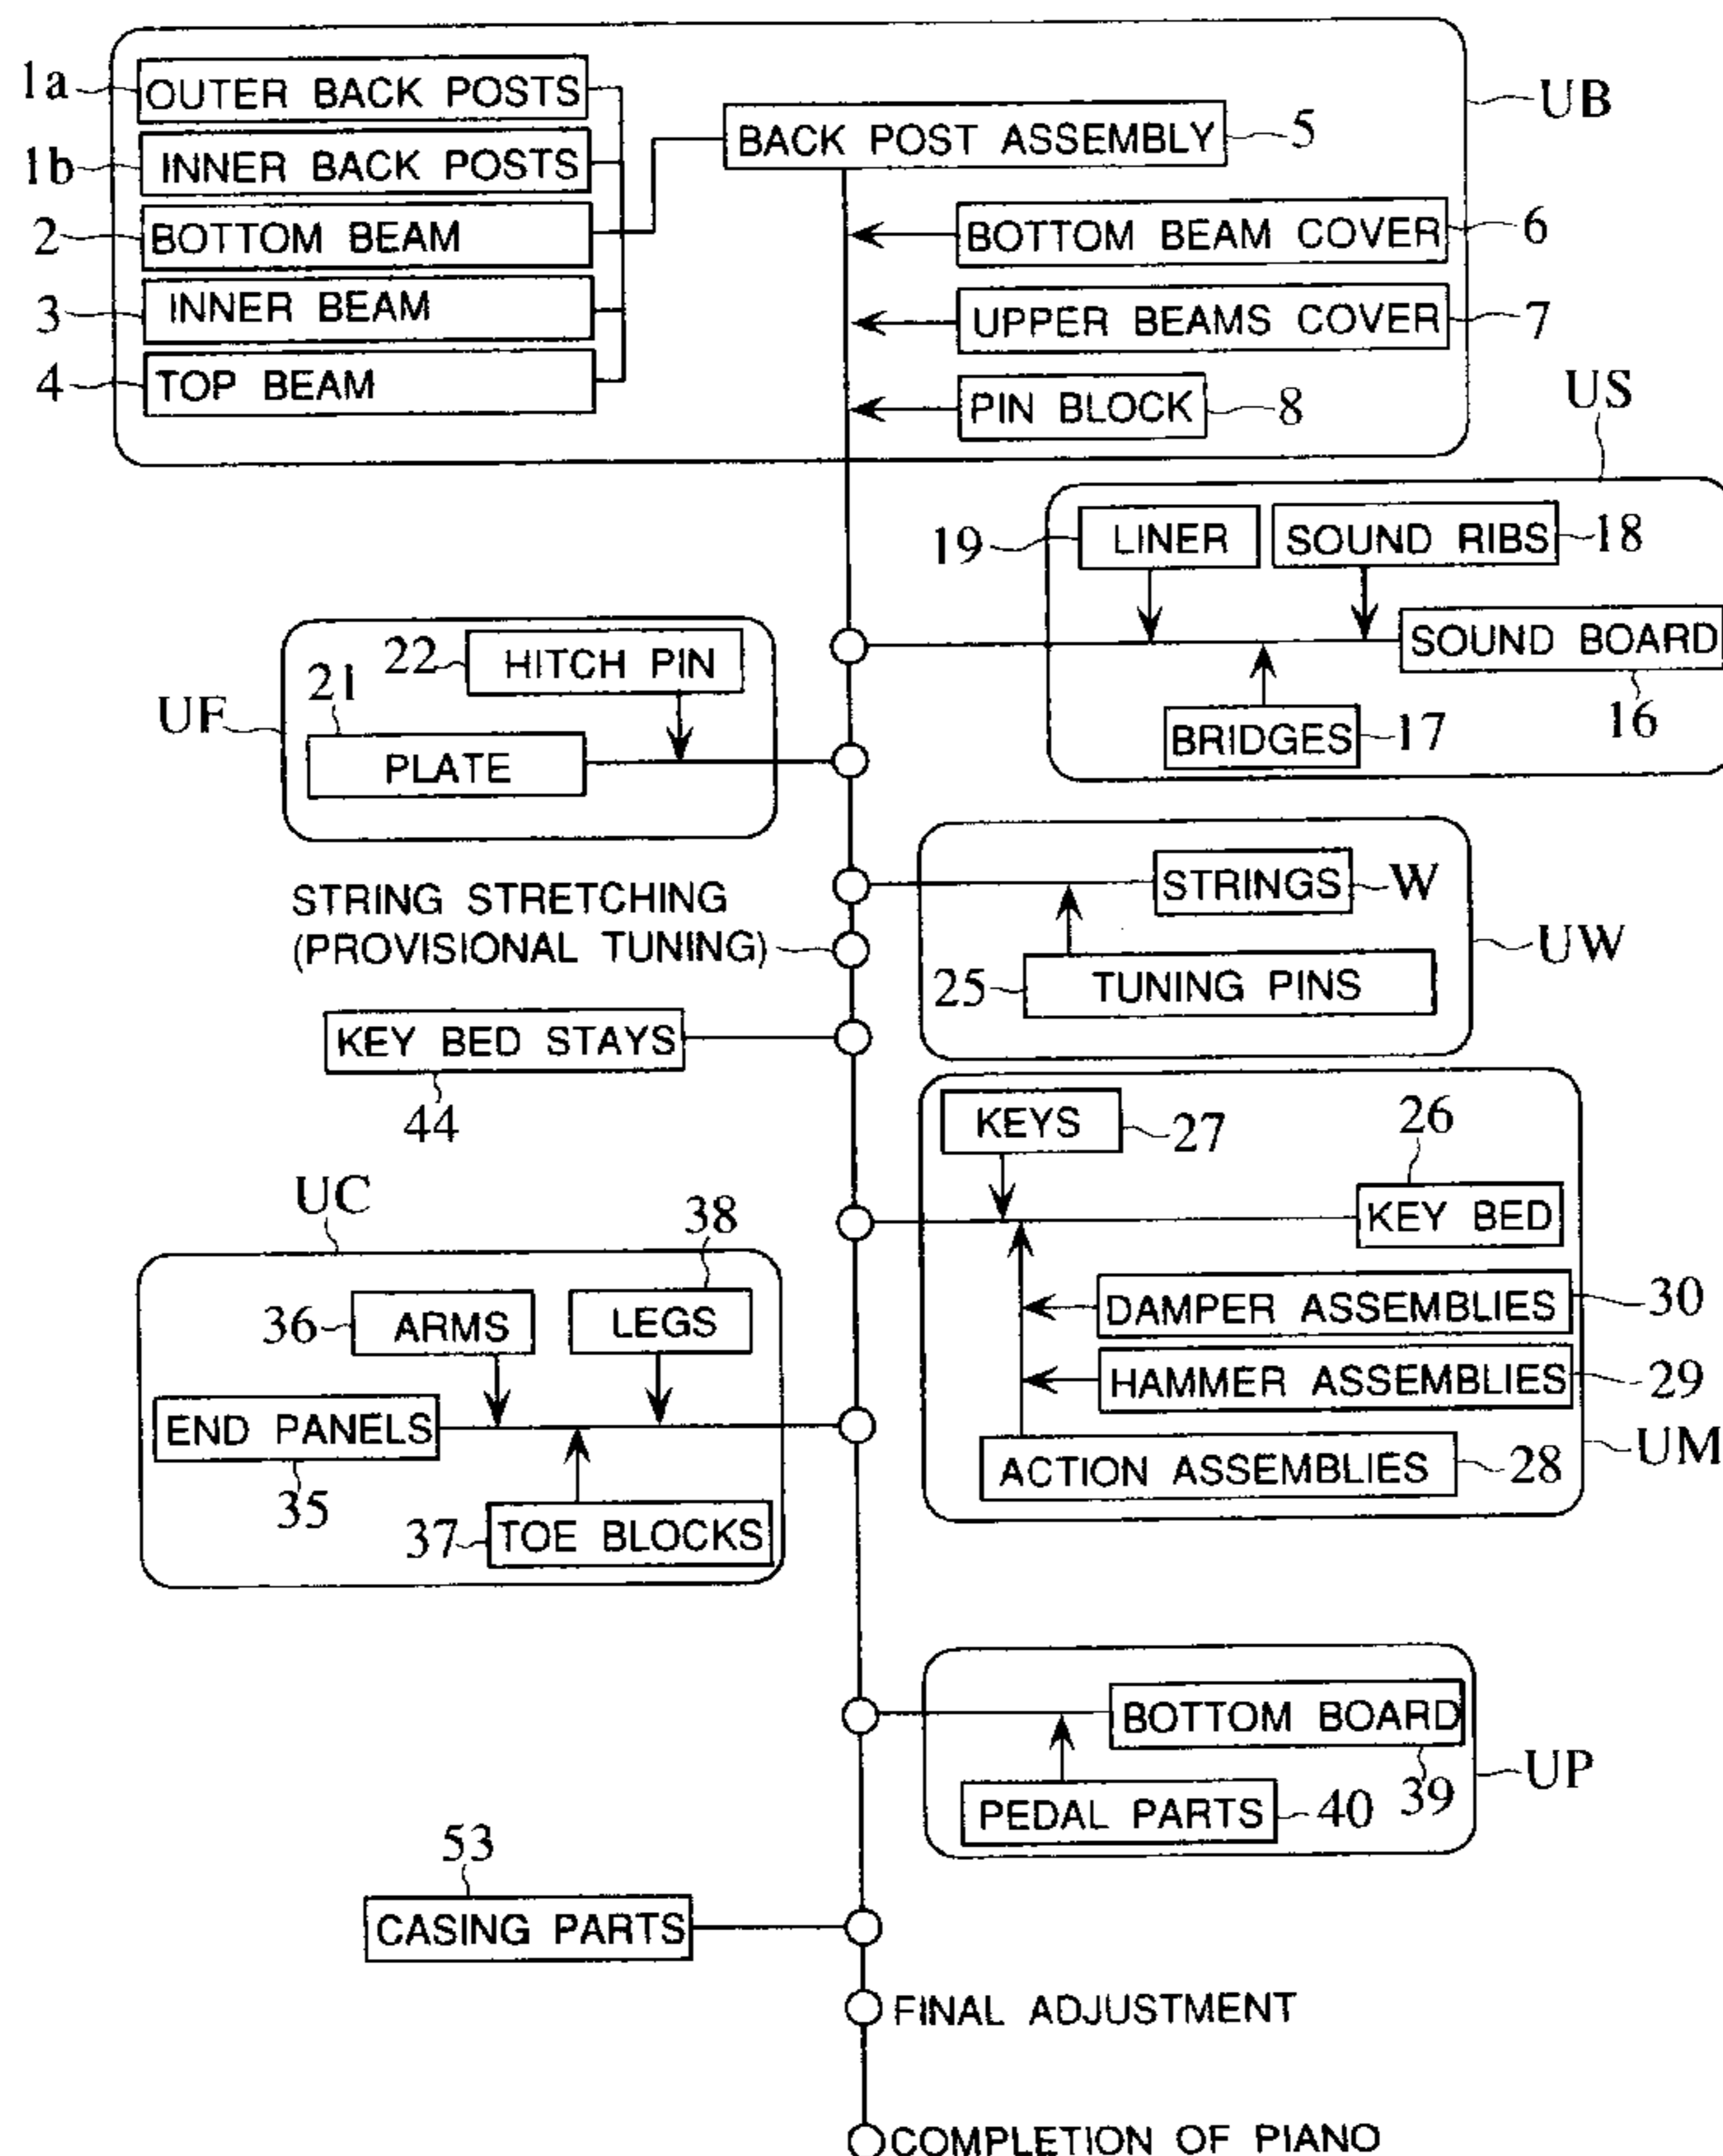 1a OUTER BACK POSTS
BACK POST ASSEMBLY 5
UB
1b INNER BACK POSTS
2 BOTTOM BEAM
BOTTOM BEAM COVER 6
3 INNER BEAM
UPPER BEAMS COVER 7
4 TOP BEAM
PIN BLOCK 8
US
19 LINER
SOUND RIBS 18
SOUND BOARD
16
BRIDGES 17
22 HITCH PIN
21
UF
PLATE
STRINGS W
UW
25 TUNING PINS
STRING STRETCHING
(PROVISIONAL TUNING)
KEY BED STAYS
44
KEYS 27
26
KEY BED
DAMPER ASSEMBLIES 30
HAMMER ASSEMBLIES 29
UM
ACTION ASSEMBLIES 28
UC
38
36 ARMS
LEGS
END PANELS
35
37 TOE BLOCKS
BOTTOM BOARD
39
UP
PEDAL PARTS 40
53
CASING PARTS
FINAL ADJUSTMENT
COMPLETION OF PIANO